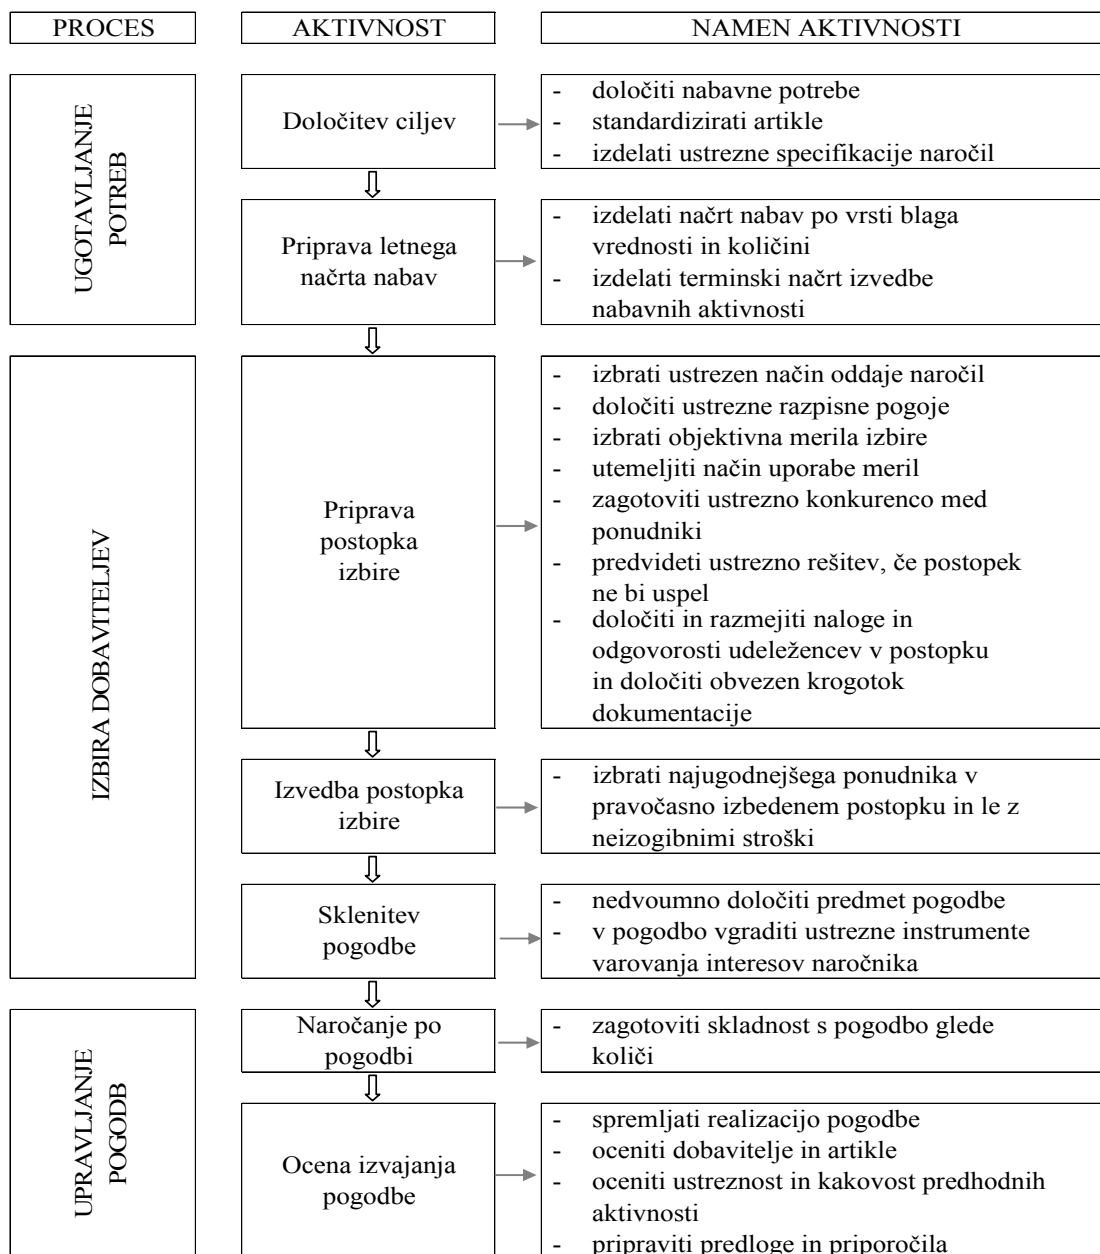 PROCES
AKTIVNOST
NAMEN AKTIVNOSTI
UGOTAVLJANJE
POTREB
Določitev ciljev
- določiti nabavne potrebe
- standardizirati artikle
- izdelati ustrezne specifikacije naročil
Priprava letnega
načrta nabav
- izdelati načrt nabav po vrsti blaga
vrednosti in količini
- izdelati terminski načrt izvedbe
nabavnih aktivnosti
IZBIRA DOBAVITELJEV
Priprava
postopka
izbire
- izbrati ustrezen način oddaje naročil
- določiti ustrezne razpisne pogoje
- izbrati objektivna merila izbire
- utemeljiti način uporabe meril
- zagotoviti ustrezno konkurenco med
ponudniki
- predvideti ustrezno rešitev, če postopek
ne bi uspel
- določiti in razmejiti naloge in
odgovorosti udeležencev v postopku
in določiti obvezen krogotok
dokumentacije
Izvedba postopka
izbire
- izbrati najugodnejšega ponudnika v
pravočasno izbedenem postopku in le z
neizogibnimi stroški
Sklenitev
pogodbe
- nedvoumno določiti predmet pogodbe
- v pogodbo vgraditi ustrezne instrumente
varovanja interesov naročnika
UPRAVLJANJE
POGODB
Naročanje po
pogodbi
- zagotoviti skladnost s pogodbo glede
količi
Ocena izvajanja
pogodbe
- spremljati realizacijo pogodbe
- oceniti dobavitelje in artikle
- oceniti ustreznost in kakovost predhodnih
aktivnosti
- pripraviti predloge in priporočila